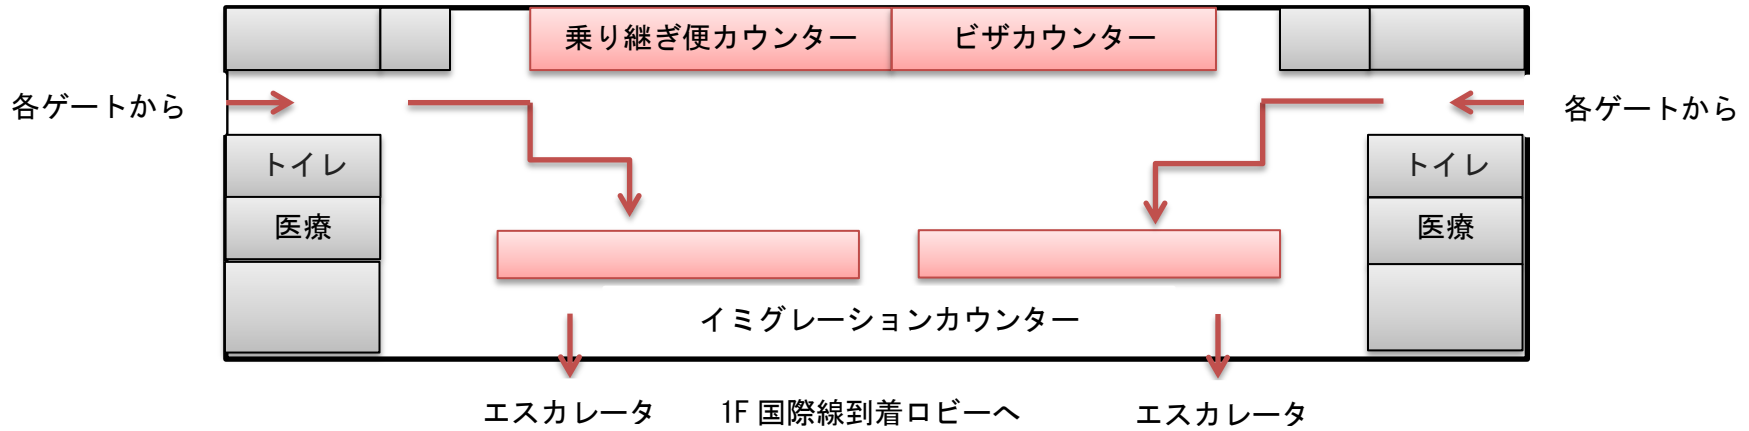 乗り継ぎ便カウンター ビザカウンター
各ゲートから 各ゲートから
トイレ トイレ
医療 医療
イミグレーションカウンター
エスカレータ 1F 国際線到着ロビーへ エスカレータ